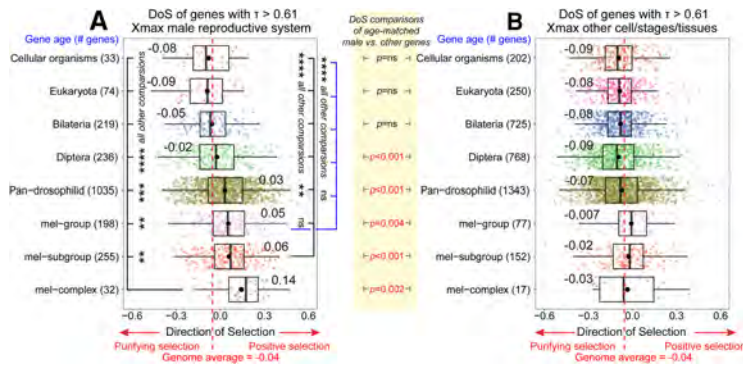 A
DoS of genes with τ > 0.61
Xmax male reproductive system
Gene age (# genes)
Cellular organisms (33)
Eukaryota (74)
Bilateria (219)
Diptera (236)
Pan-drosophilid (1035)
mel-group (198)
mel-subgroup (255)
mel-complex (32)
-0.08
-0.09
-0.05
-0.02
0.03
0.05
0.06
0.14
**** all other comparsions
***
**
**
**** all other comparsions
**
ns
**** all other comparsions
ns
-0.6
-0.3
0.0
0.3
0.6
Direction of Selection
Purifying selection
Positive selection
Genome average = -0.04
DoS comparisons
of age-matched
male vs. other genes
p=ns
p=ns
p=ns
p<0.001
p<0.001
p=0.004
p<0.001
p=0.002
B
DoS of genes with τ > 0.61
Xmax other cell/stages/tissues
Gene age (# genes)
Cellular organisms (202)
Eukaryota (250)
Bilateria (725)
Diptera (768)
Pan-drosophilid (1343)
mel-group (77)
mel-subgroup (152)
mel-complex (17)
-0.09
-0.08
-0.08
-0.09
-0.07
-0.007
-0.02
-0.03
-0.6
-0.3
0.0
0.3
0.6
Direction of Selection
Purifying selection
Positive selection
Genome average = -0.04